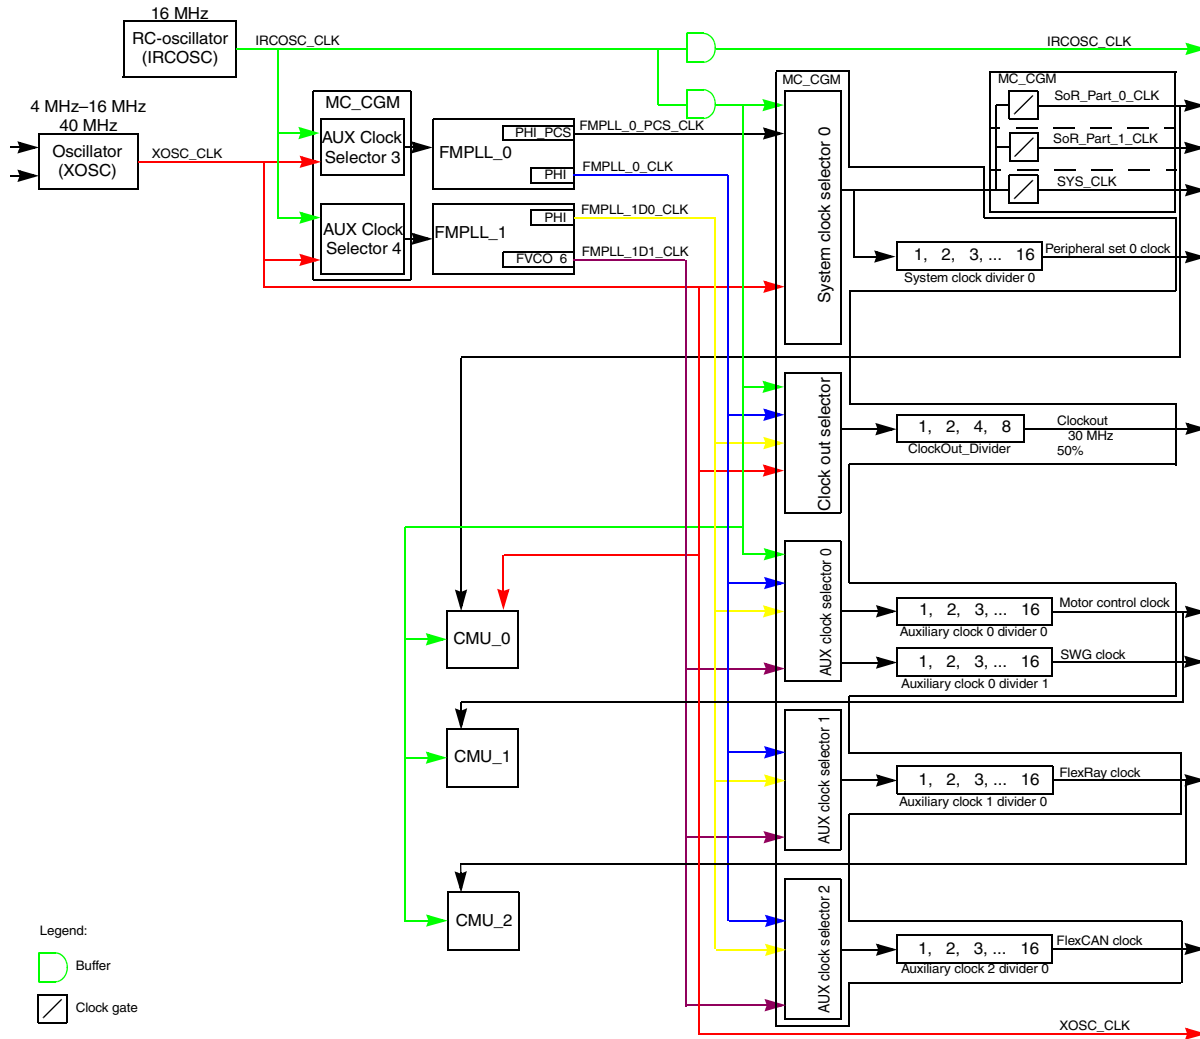 16 MHz
RC-oscillator
(IRCOSC)
IRCOSC_CLK
IRCOSC_CLK
4 MHz–16 MHz
40 MHz
Oscillator
(XOSC)
XOSC_CLK
MC_CGM
AUX Clock
Selector 3
AUX Clock
Selector 4
FMPLL_0
PHI_PCS
PHI
FMPLL_1
PHI
FVCO_6
FMPLL_0_PCS_CLK
FMPLL_0_CLK
FMPLL_1D0_CLK
FMPLL_1D1_CLK
MC_CGM
System clock selector 0
MC_CGM
SoR_Part_0_CLK
SoR_Part_1_CLK
SYS_CLK
1, 2, 3, ... 16
System clock divider 0
Peripheral set 0 clock
Clock out selector
1, 2, 4, 8
ClockOut_Divider
Clockout
30 MHz
50%
AUX clock selector 0
1, 2, 3, ... 16
Auxiliary clock 0 divider 0
Motor control clock
1, 2, 3, ... 16
Auxiliary clock 0 divider 1
SWG clock
CMU_0
CMU_1
AUX clock selector 1
1, 2, 3, ... 16
Auxiliary clock 1 divider 0
FlexRay clock
CMU_2
AUX clock selector 2
1, 2, 3, ... 16
Auxiliary clock 2 divider 0
FlexCAN clock
XOSC_CLK
Legend:
Buffer
Clock gate